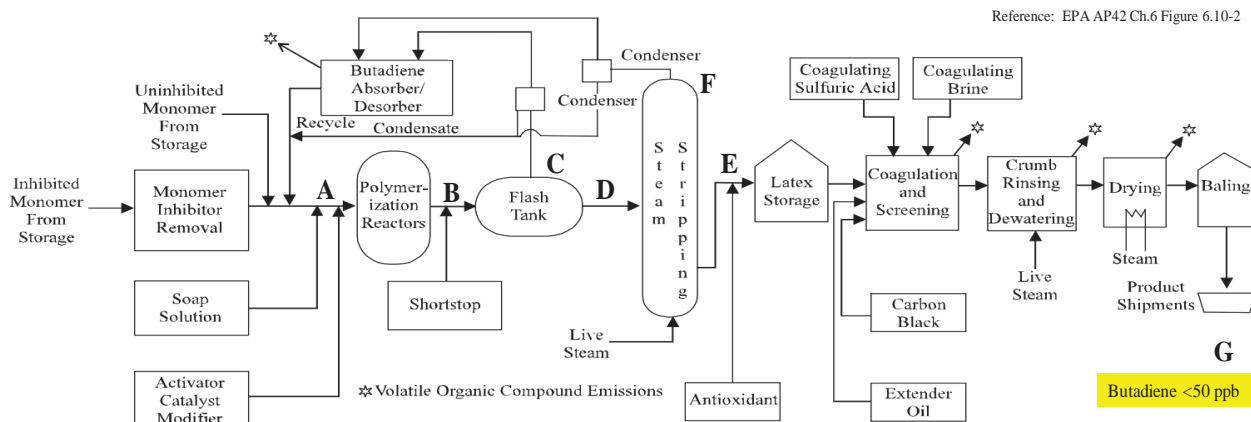 Reference: EPA AP42 Ch.6 Figure 6.10-2
Butadiene
Absorber/
Desorber
Condenser
Condenser
Recycle
Condensate
Uninhibited
Monomer
From
Storage
Inhibited
Monomer
From
Storage
Monomer
Inhibitor
Removal
A
Polymer-
ization
Reactors
B
C
Flash
Tank
D
Steam
Stripping
F
E
Latex
Storage
Coagulating
Sulfuric Acid
Coagulating
Brine
Coagulation
and
Screening
Crumb
Rinsing
and
Dewatering
Drying
Baling
Steam
Live
Steam
Product
Shipments
Soap
Solution
Shortstop
Live
Steam
Carbon
Black
G
Activator
Catalyst
Modifier
Volatile Organic Compound Emissions
Antioxidant
Extender
Oil
Butadiene <50 ppb